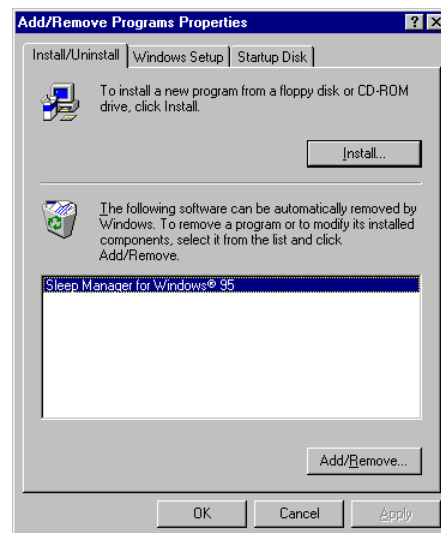 Add/Remove Programs Properties
Install/Uninstall
Windows Setup
Startup Disk
To install a new program from a floppy disk or CD-ROM
drive, click Install.
Install...
The following software can be automatically removed by
Windows. To remove a program or to modify its installed
components, select it from the list and click
Add/Remove.
Sleep Manager for Windows® 95
Add/Remove...
OK
Cancel
Apply